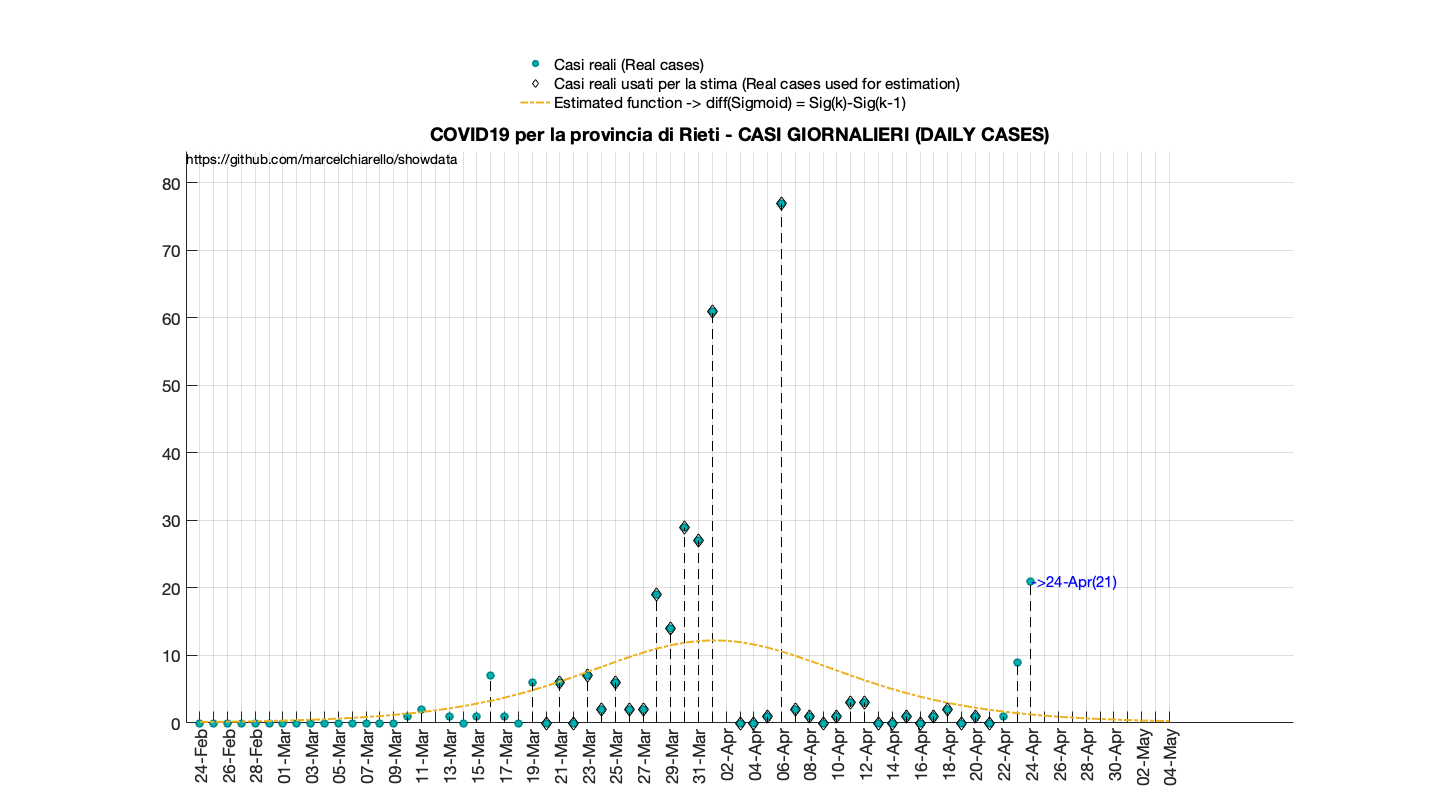 Casi reali (Real cases)
Casi reali usati per la stima (Real cases used for estimation)
Estimated function -> diff(Sigmoid) = Sig(k)-Sig(k-1)
COVID19 per la provincia di Rieti - CASI GIORNALIERI (DAILY CASES)
https://github.com/marcelchiarello/showdata
80
70
60
50
40
30
20
10
0
->24-Apr(21)
24-Feb
26-Feb
28-Feb
01-Mar
03-Mar
05-Mar
07-Mar
09-Mar
11-Mar
13-Mar
15-Mar
17-Mar
19-Mar
21-Mar
23-Mar
25-Mar
27-Mar
29-Mar
31-Mar
02-Apr
04-Apr
06-Apr
08-Apr
10-Apr
12-Apr
14-Apr
16-Apr
18-Apr
20-Apr
22-Apr
24-Apr
26-Apr
28-Apr
30-Apr
02-May
04-May